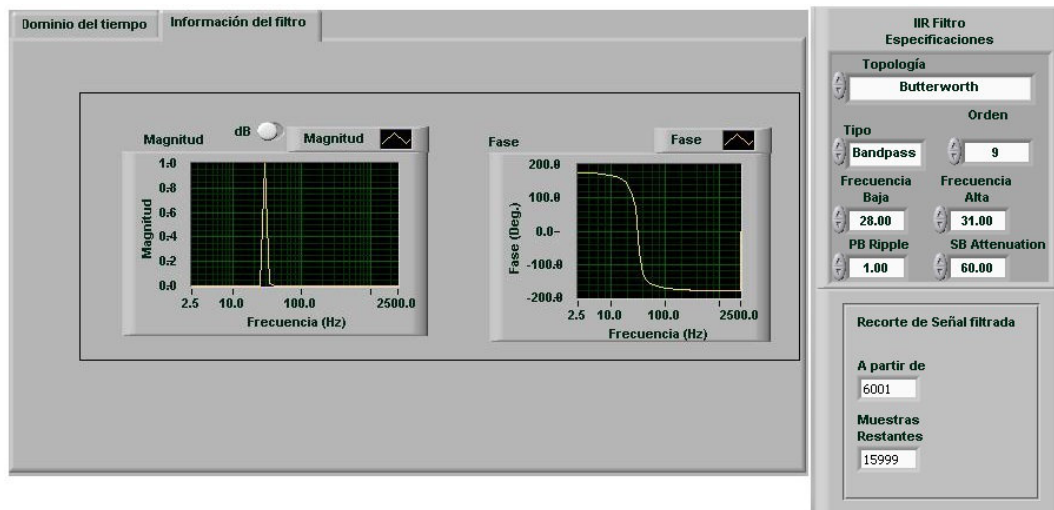 Dominio del tiempo
Información del filtro
dB
Magnitud
Magnitud
Magnitud
1.0
0.8
0.6
0.4
0.2
0.0
2.5 10.0 100.0 2500.0
Frecuencia (Hz)
Fase
Fase
Fase (Deg.)
200.0
100.0
0.0
-100.0
-200.0
2.5 10.0 100.0 2500.0
Frecuencia (Hz)
IIR Filtro
Especificaciones
Topología
Butterworth
Orden
Tipo
Bandpass
9
Frecuencia
Baja
Frecuencia
Alta
28.00
31.00
PB Ripple
SB Attenuation
1.00
60.00
Recorte de Señal filtrada
A partir de
6001
Muestras
Restantes
15999